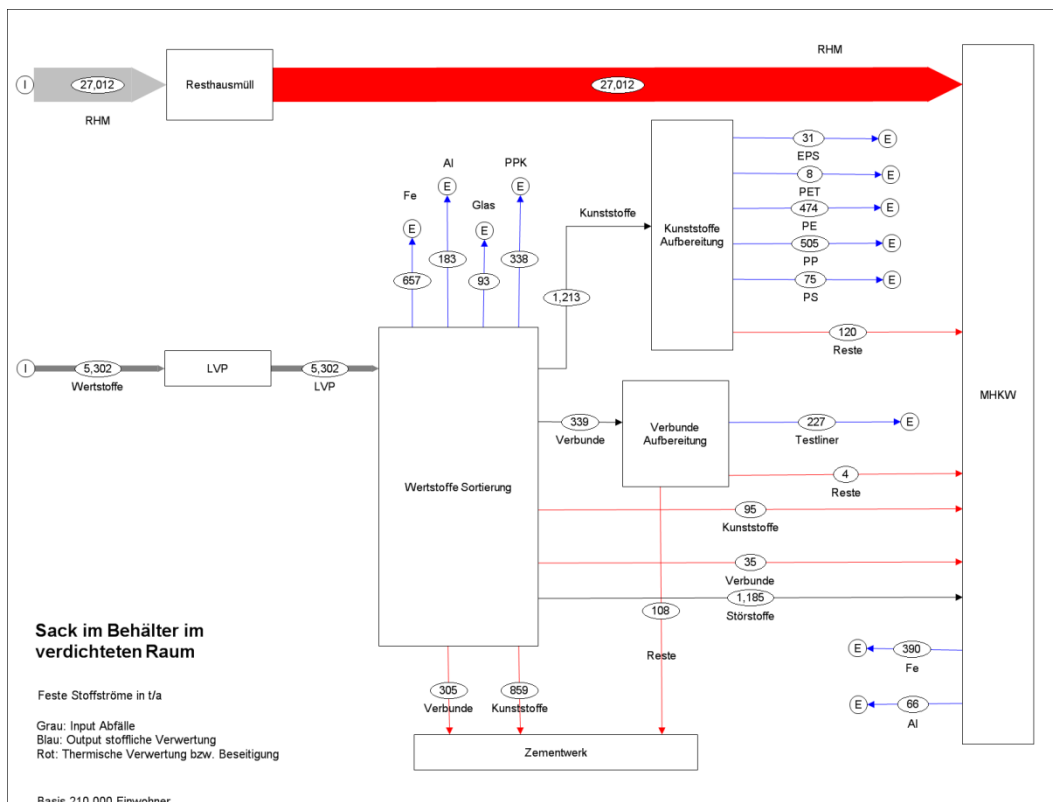 RHM
I
27,012
Resthausmüll
27,012
RHM
Al
PPK
Fe
E
E
Glas
E
E
657
183
93
338
Kunststoffe
1,213
Kunststoffe
Aufbereitung
31
E
EPS
8
E
PET
474
E
PE
505
E
PP
75
E
PS
120
Reste
I
5,302
Wertstoffe
LVP
5,302
LVP
MHKW
Wertstoffe Sortierung
339
Verbunde
Verbunde
Aufbereitung
227
E
Testliner
4
Reste
95
Kunststoffe
35
Verbunde
1,185
Störstoffe
108
Reste
E
390
Fe
E
66
Al
305
Verbunde
859
Kunststoffe
Zementwerk
Sack im Behälter im
verdichteten Raum
Feste Stoffströme in t/a
Grau: Input Abfälle
Blau: Output stoffliche Verwertung
Rot: Thermische Verwertung bzw. Beseitigung
Basis 210.000 Einwohner